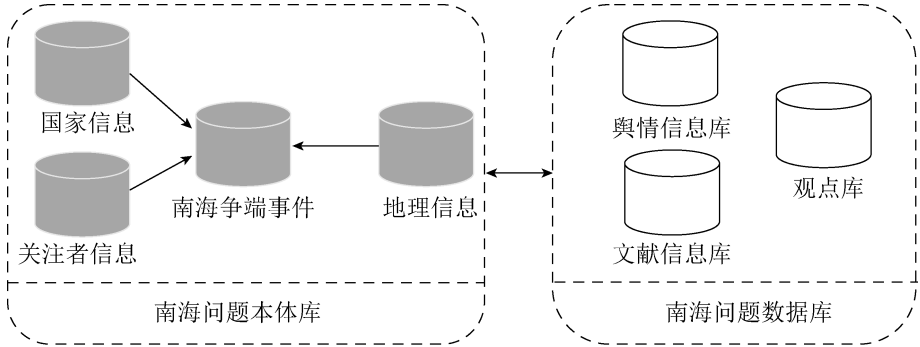 国家信息
关注者信息
南海争端事件
地理信息
南海问题本体库
舆情信息库
文献信息库
观点库
南海问题数据库